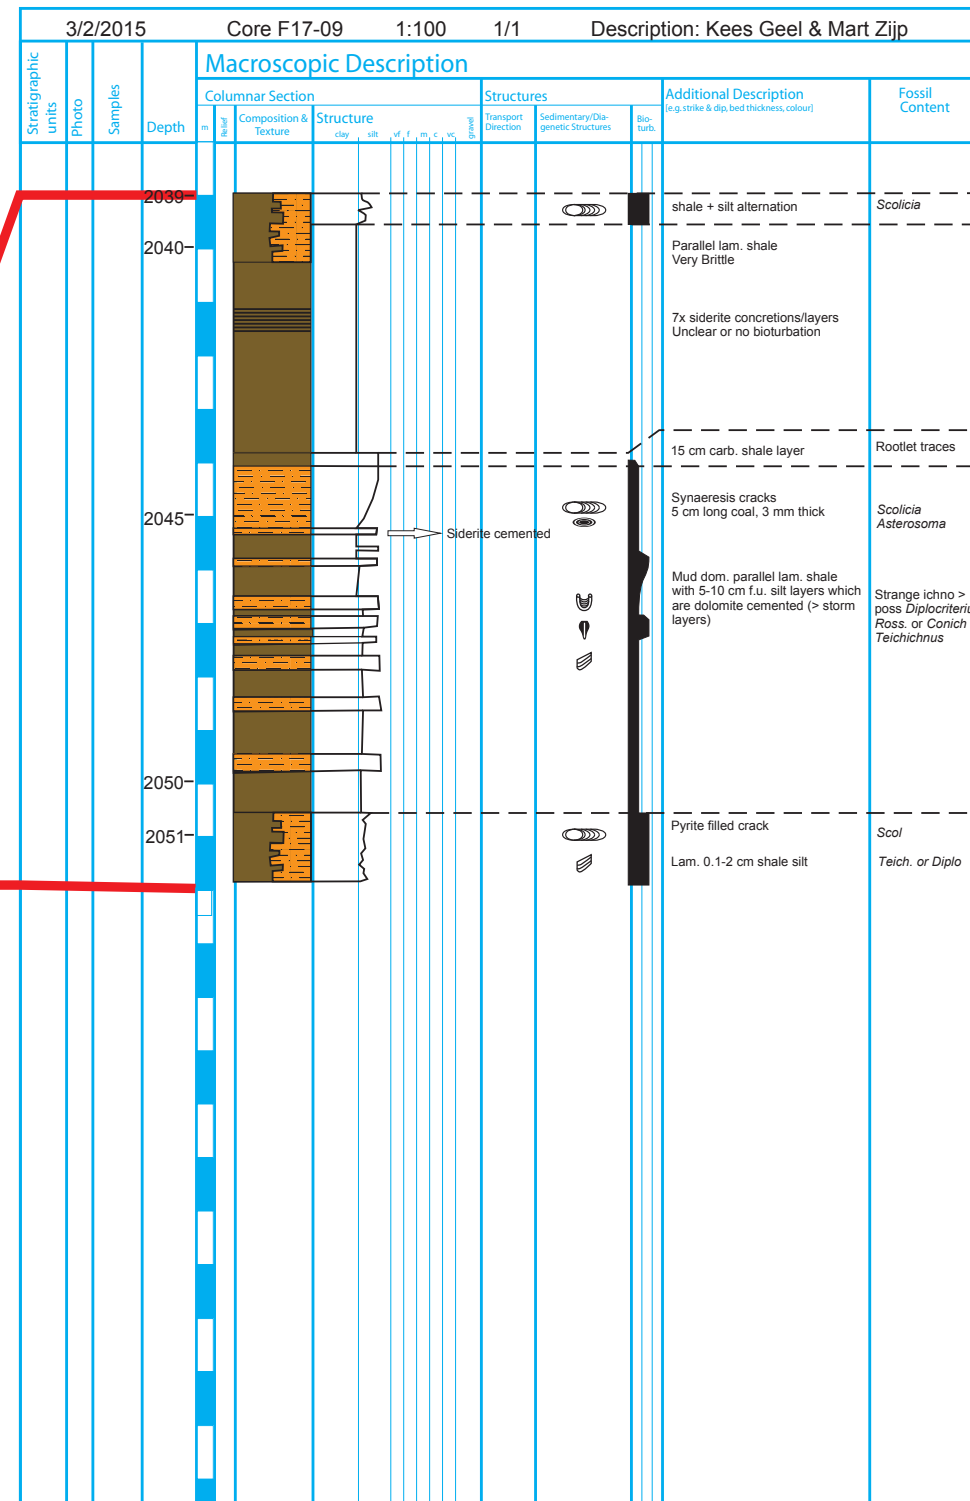 3/2/2015 Core F17-09 1:100 1/1 Description: Kees Geel & Mart Zijp
Macroscopic Description
Stratigraphic
units
Photo
Samples
Depth
Columnar Section
m
Relief
Composition &
Texture
Structure
clay silt vf f m c vc gravel
Structures
Transport
Direction
Sedimentary/Dia-
genetic Structures
Bio-
turb.
Additional Description
[e.g. strike & dip, bed thickness, colour]
Fossil
Content
2039
shale + silt alternation
Scolicia
2040
Parallel lam. shale
Very Brittle
7x siderite concretions/layers
Unclear or no bioturbation
15 cm carb. shale layer
Rootlet traces
2045
Siderite cemented
Synaeresis cracks
5 cm long coal, 3 mm thick
Scolicia
Asterosoma
Mud dom. parallel lam. shale
with 5-10 cm f.u. silt layers which
are dolomite cemented (> storm
layers)
Strange ichno >
poss Diplocriteriu
Ross. or Conich
Teichichnus
2050
2051
Pyrite filled crack
Scol
Lam. 0.1-2 cm shale silt
Teich. or Diplo